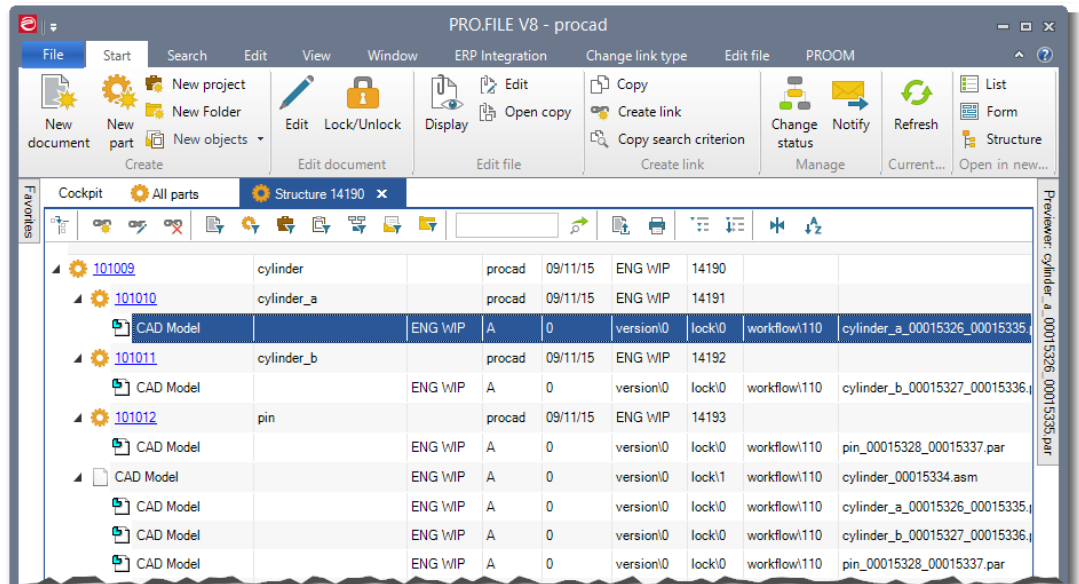 PRO.FILE V8 - procad
File Start Search Edit View Window ERP Integration Change link type Edit file PROOM
New document
New part
New project
New Folder
New objects
Create
Edit
Lock/Unlock
Edit document
Display
Edit
Open copy
Edit file
Copy
Create link
Copy search criterion
Create link
Change status
Notify
Manage
Refresh
Current...
List
Form
Structure
Open in new...
Favorites
Cockpit All parts Structure 14190
101009 cylinder procad 09/11/15 ENG WIP 14190
101010 cylinder_a procad 09/11/15 ENG WIP 14191
CAD Model ENG WIP A 0 version\0 lock\0 workflow\110 cylinder_a_00015326_00015335.
101011 cylinder_b procad 09/11/15 ENG WIP 14192
CAD Model ENG WIP A 0 version\0 lock\0 workflow\110 cylinder_b_00015327_00015336.
101012 pin procad 09/11/15 ENG WIP 14193
CAD Model ENG WIP A 0 version\0 lock\0 workflow\110 pin_00015328_00015337.par
CAD Model ENG WIP A 0 version\0 lock\1 workflow\110 cylinder_00015334.asm
CAD Model ENG WIP A 0 version\0 lock\0 workflow\110 cylinder_a_00015326_00015335.
CAD Model ENG WIP A 0 version\0 lock\0 workflow\110 cylinder_b_00015327_00015336.
CAD Model ENG WIP A 0 version\0 lock\0 workflow\110 pin_00015328_00015337.par
Previewer: cylinder_a_00015326_00015335.par